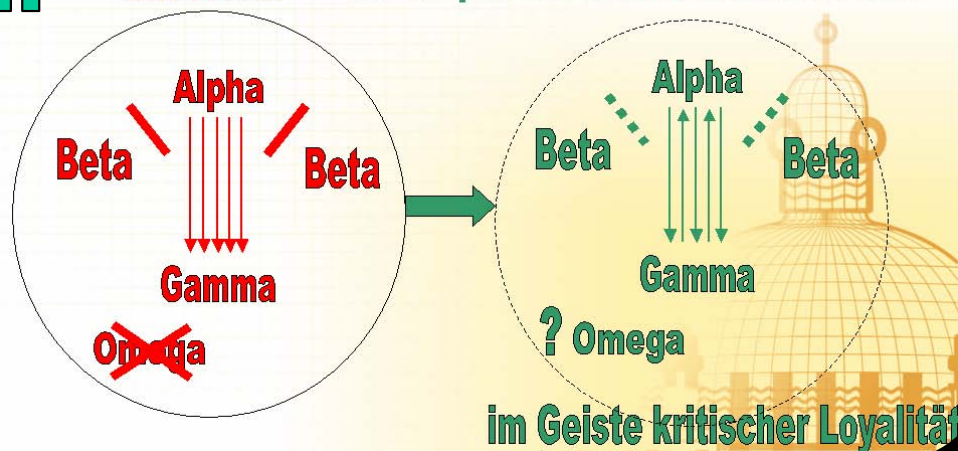 Alpha
Beta Beta
Gamma
Omega
Alpha
Beta Beta
Gamma
? Omega
im Geiste kritischer Loyalität